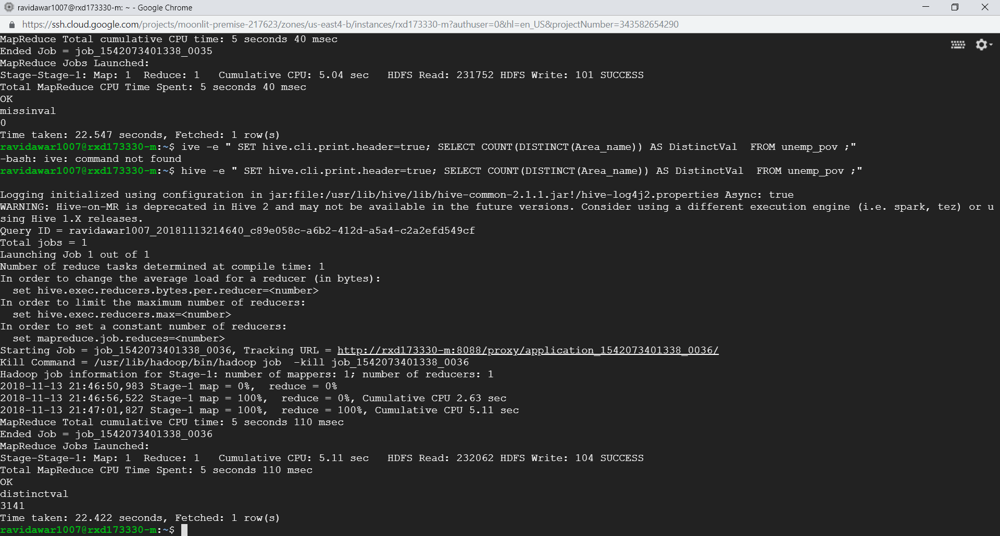 ravidawar1007@rxd173330-m: ~ - Google Chrome
https://ssh.cloud.google.com/projects/moonlit-premise-217623/zones/us-east4-b/instances/rxd173330-m?authuser=0&hl=en_US&projectNumber=343582654290
MapReduce Total cumulative CPU time: 5 seconds 40 msec
Ended Job = job_1542073401338_0035
MapReduce Jobs Launched:
Stage-Stage-1: Map: 1  Reduce: 1   Cumulative CPU: 5.04 sec   HDFS Read: 231752 HDFS Write: 101 SUCCESS
Total MapReduce CPU Time Spent: 5 seconds 40 msec
OK
missinval
0
Time taken: 22.547 seconds, Fetched: 1 row(s)
ravidawar1007@rxd173330-m:~$ ive -e " SET hive.cli.print.header=true; SELECT COUNT(DISTINCT(Area_name)) AS DistinctVal  FROM unemp_pov ;"
-bash: ive: command not found
ravidawar1007@rxd173330-m:~$ hive -e " SET hive.cli.print.header=true; SELECT COUNT(DISTINCT(Area_name)) AS DistinctVal  FROM unemp_pov ;"
Logging initialized using configuration in jar:file:/usr/lib/hive/lib/hive-common-2.1.1.jar!/hive-log4j2.properties Async: true
WARNING: Hive-on-MR is deprecated in Hive 2 and may not be available in the future versions. Consider using a different execution engine (i.e. spark, tez) or u
sing Hive 1.X releases.
Query ID = ravidawar1007_20181113214640_c89e058c-a6b2-412d-a5a4-c2a2efd549cf
Total jobs = 1
Launching Job 1 out of 1
Number of reduce tasks determined at compile time: 1
In order to change the average load for a reducer (in bytes):
  set hive.exec.reducers.bytes.per.reducer=<number>
In order to limit the maximum number of reducers:
  set hive.exec.reducers.max=<number>
In order to set a constant number of reducers:
  set mapreduce.job.reduces=<number>
Starting Job = job_1542073401338_0036, Tracking URL = http://rxd173330-m:8088/proxy/application_1542073401338_0036/
Kill Command = /usr/lib/hadoop/bin/hadoop job  -kill job_1542073401338_0036
Hadoop job information for Stage-1: number of mappers: 1; number of reducers: 1
2018-11-13 21:46:50,983 Stage-1 map = 0%,  reduce = 0%
2018-11-13 21:46:56,522 Stage-1 map = 100%,  reduce = 0%, Cumulative CPU 2.63 sec
2018-11-13 21:47:01,827 Stage-1 map = 100%,  reduce = 100%, Cumulative CPU 5.11 sec
MapReduce Total cumulative CPU time: 5 seconds 110 msec
Ended Job = job_1542073401338_0036
MapReduce Jobs Launched:
Stage-Stage-1: Map: 1  Reduce: 1   Cumulative CPU: 5.11 sec   HDFS Read: 232062 HDFS Write: 104 SUCCESS
Total MapReduce CPU Time Spent: 5 seconds 110 msec
OK
distinctval
3141
Time taken: 22.422 seconds, Fetched: 1 row(s)
ravidawar1007@rxd173330-m:~$